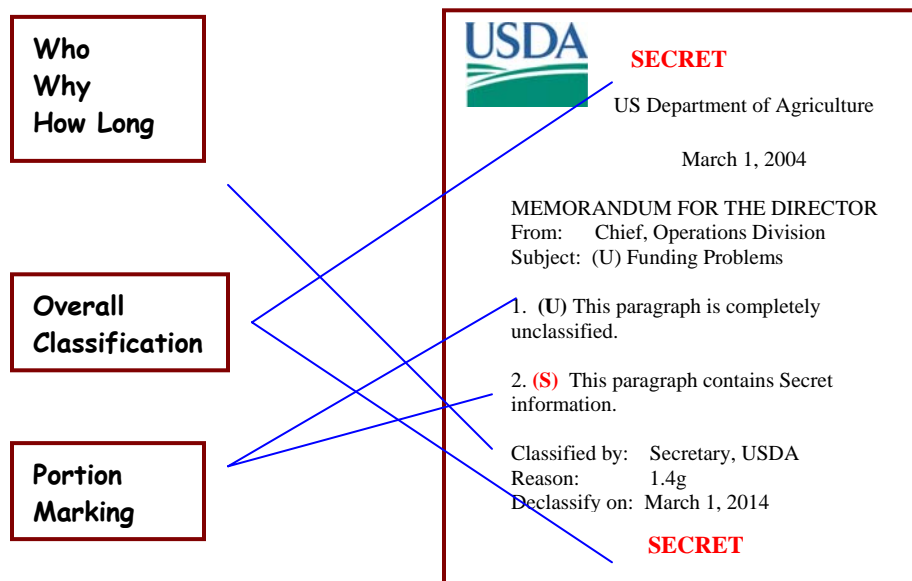 Who
Why
How Long
Overall
Classification
Portion
Marking
USDA
SECRET
US Department of Agriculture
March 1, 2004
MEMORANDUM FOR THE DIRECTOR
From: Chief, Operations Division
Subject: (U) Funding Problems
1. (U) This paragraph is completely
unclassified.
2. (S) This paragraph contains Secret
information.
Classified by: Secretary, USDA
Reason: 1.4g
Declassify on: March 1, 2014
SECRET